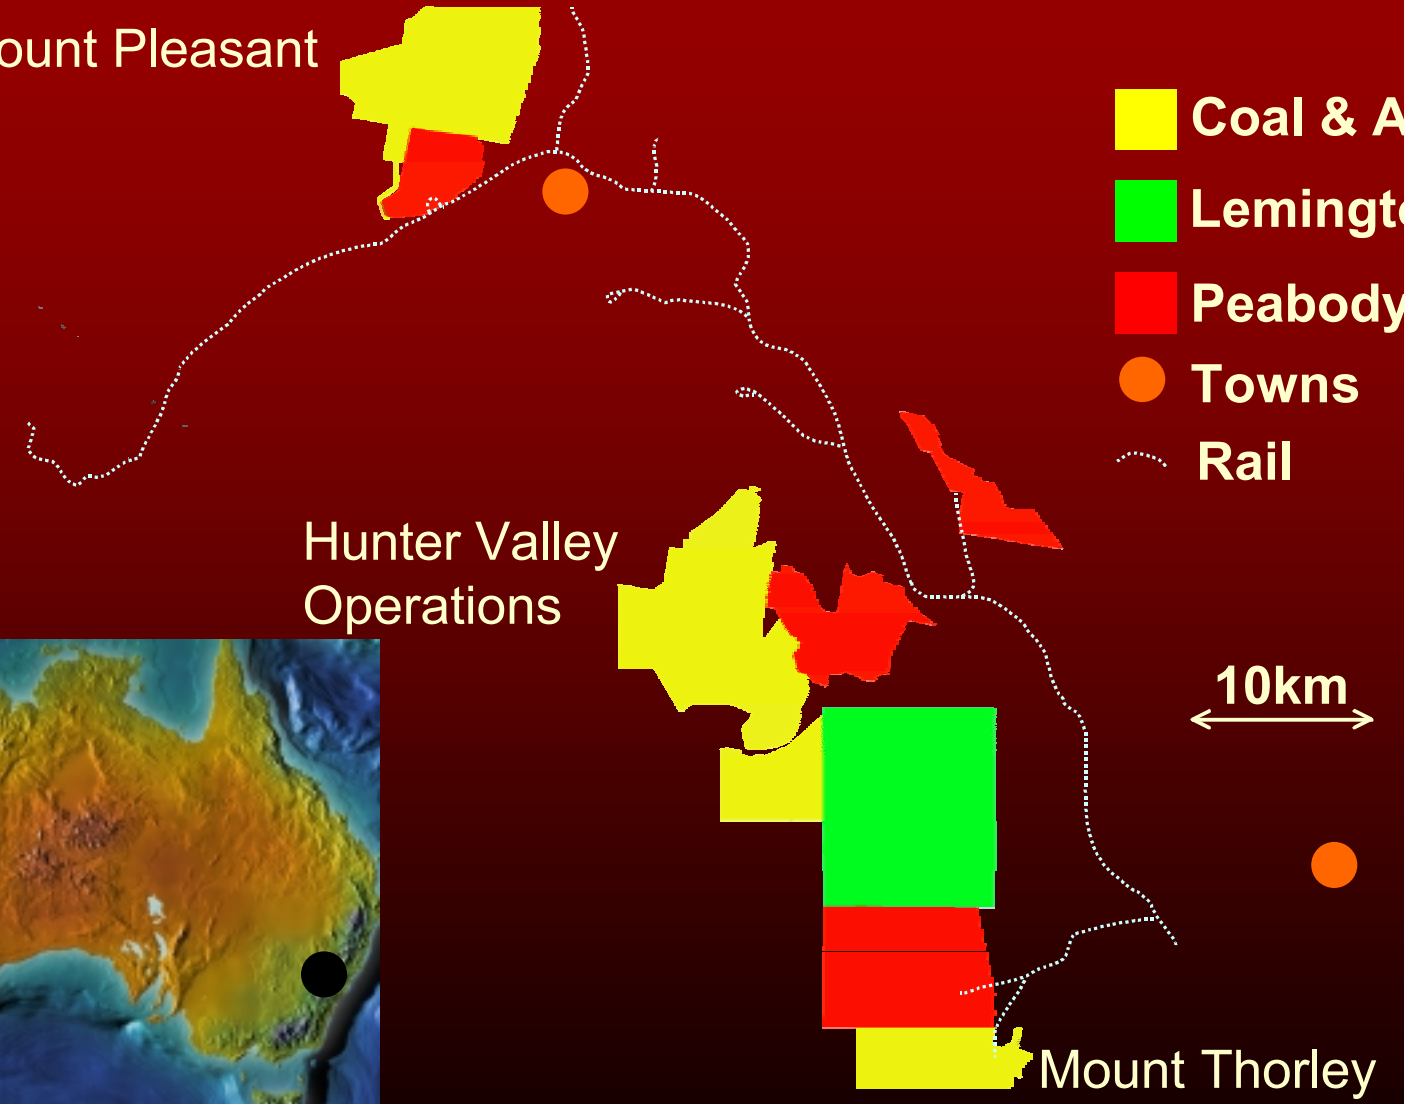 ount Pleasant
Coal & A
Lemingt
Peabody
Towns
Rail
Hunter Valley
Operations
10km
Mount Thorley